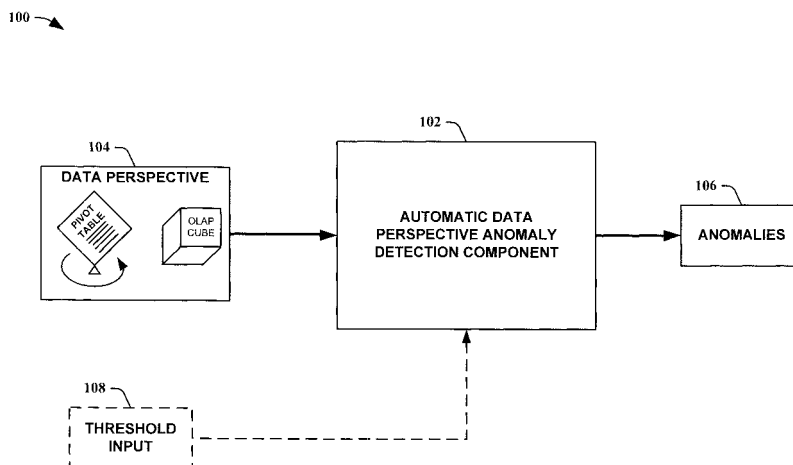 100
102
104
DATA PERSPECTIVE
PIVOT
TABLE
OLAP
CUBE
AUTOMATIC DATA
PERSPECTIVE ANOMALY
DETECTION COMPONENT
106
ANOMALIES
108
THRESHOLD
INPUT